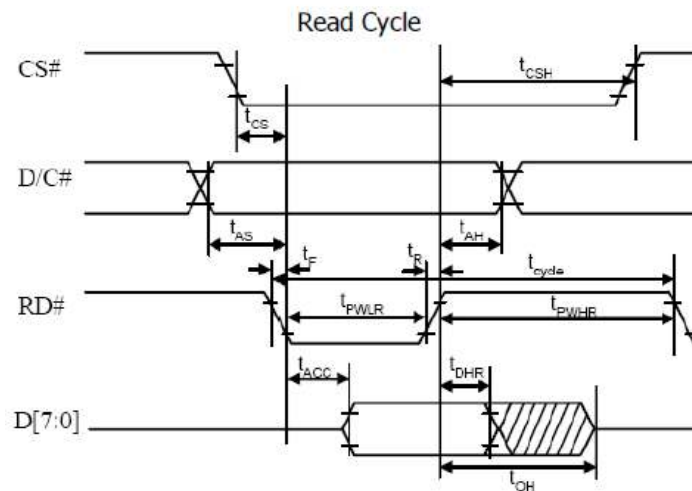 Read Cycle
CS#
tCSH
tCS
D/C#
tAS
tAH
tF
tR
tcycle
RD#
tPWLR
tPWHR
tACC
tDHR
D[7:0]
tOH